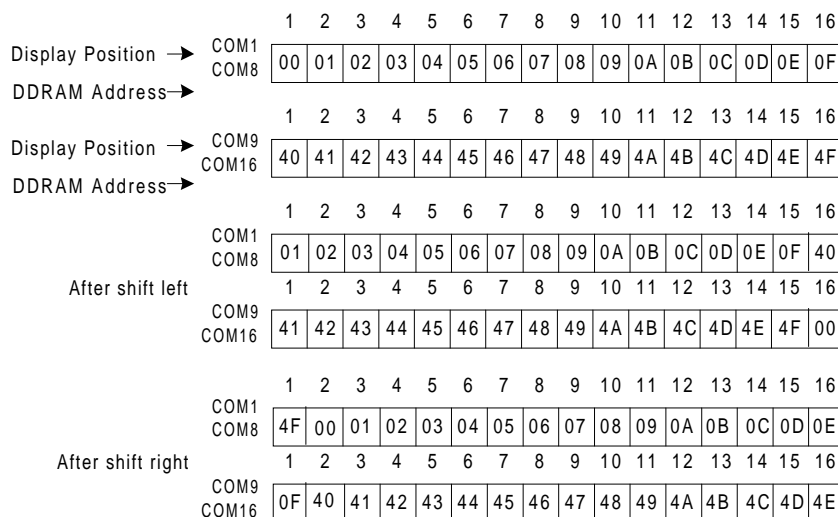 1 2 3 4 5 6 7 8 9 10 11 12 13 14 15 16
Display Position → COM1
COM8 00 01 02 03 04 05 06 07 08 09 0A 0B 0C 0D 0E 0F
DDRAM Address→
1 2 3 4 5 6 7 8 9 10 11 12 13 14 15 16
Display Position → COM9
COM16 40 41 42 43 44 45 46 47 48 49 4A 4B 4C 4D 4E 4F
DDRAM Address→
1 2 3 4 5 6 7 8 9 10 11 12 13 14 15 16
COM1
COM8 01 02 03 04 05 06 07 08 09 0A 0B 0C 0D 0E 0F 40
After shift left 1 2 3 4 5 6 7 8 9 10 11 12 13 14 15 16
COM9
COM16 41 42 43 44 45 46 47 48 49 4A 4B 4C 4D 4E 4F 00
1 2 3 4 5 6 7 8 9 10 11 12 13 14 15 16
COM1
COM8 4F 00 01 02 03 04 05 06 07 08 09 0A 0B 0C 0D 0E
After shift right 1 2 3 4 5 6 7 8 9 10 11 12 13 14 15 16
COM9
COM16 0F 40 41 42 43 44 45 46 47 48 49 4A 4B 4C 4D 4E